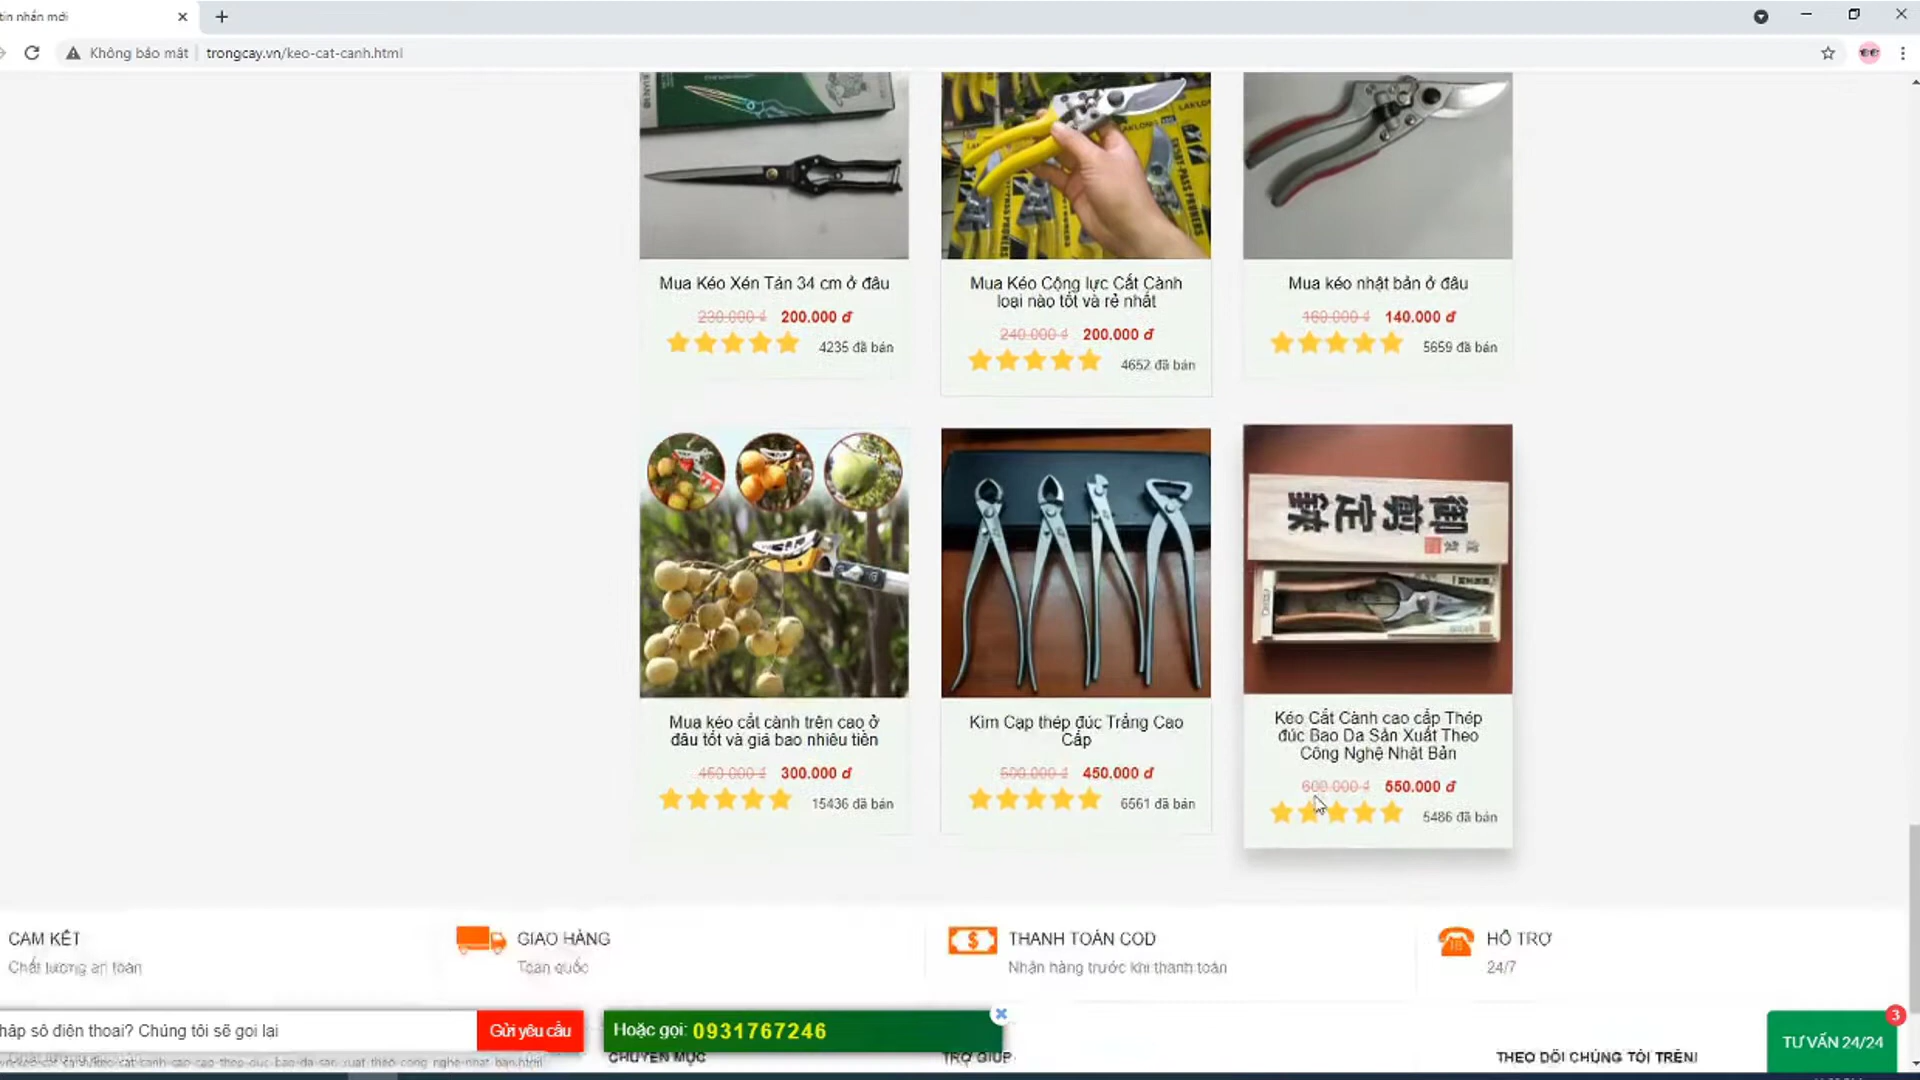 tin nhắn mới
Không bảo mật
trongcay.vn/keo-cat-canh.html
Mua Kéo Xén Tán 34 cm ở đâu
230.000 đ 200.000 đ
4235 đã bán
Mua Kéo Cộng lực Cắt Cành
loại nào tốt và rẻ nhất
240.000 đ 200.000 đ
4652 đã bán
Mua kéo nhật bản ở đâu
160.000 đ 140.000 đ
5659 đã bán
Mua kéo cắt cành trên cao ở
đâu tốt và giá bao nhiêu tiền
450.000 đ 300.000 đ
15436 đã bán
Kìm Cạp thép đúc Trắng Cao
Cấp
500.000 đ 450.000 đ
6561 đã bán
Kéo Cắt Cành cao cấp Thép
đúc Bao Da Sản Xuất Theo
Công Nghệ Nhật Bản
600.000 đ 550.000 đ
5486 đã bán
CAM KẾT
Chất lượng an toàn
GIAO HÀNG
Toàn quốc
THANH TOÁN COD
Nhận hàng trước khi thanh toán
HỖ TRỢ
24/7
số điện thoại? Chúng tôi sẽ gọi lại
Gửi yêu cầu
Hoặc gọi: 0931767246
TƯ VẤN 24/24
3
CHUYÊN MỤC
TRỢ GIÚP
THEO DÕI CHÚNG TÔI TRÊN!